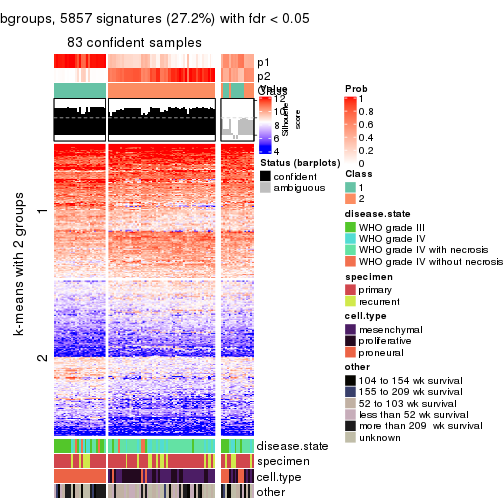 bgroups, 5857 signatures (27.2%) with fdr < 0.05
83 confident samples
p1
p2
Class
Value
12
10
8
6
4
Silhouette
score
Status (barplots)
confident
ambiguous
Prob
1
0.8
0.6
0.4
0.2
0
Class
1
2
disease.state
WHO grade III
WHO grade IV
WHO grade IV with necrosis
WHO grade IV without necrosis
specimen
primary
recurrent
cell.type
mesenchymal
proliferative
proneural
other
104 to 154 wk survival
155 to 209 wk survival
52 to 103 wk survival
less than 52 wk survival
more than 209  wk survival
unknown
k-means with 2 groups
1
2
disease.state
specimen
cell.type
other